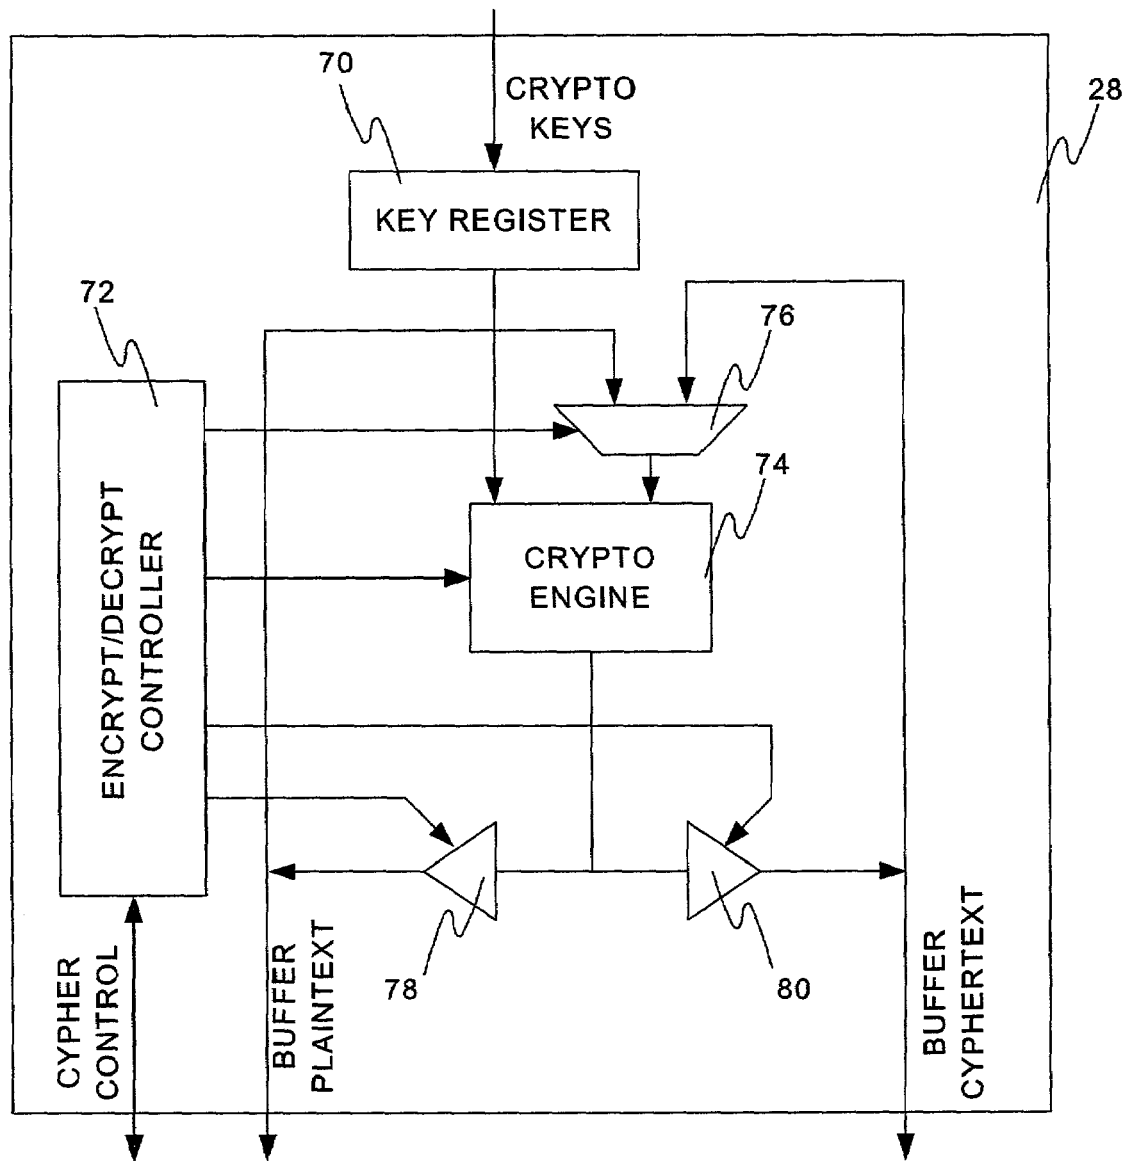 70
CRYPTO
KEYS
28
KEY REGISTER
72
76
74
CRYPTO
ENGINE
ENCRYPT/DECRYPT
CONTROLLER
78
80
CYPHER
CONTROL
BUFFER
PLAINTEXT
BUFFER
CYPHERTEXT